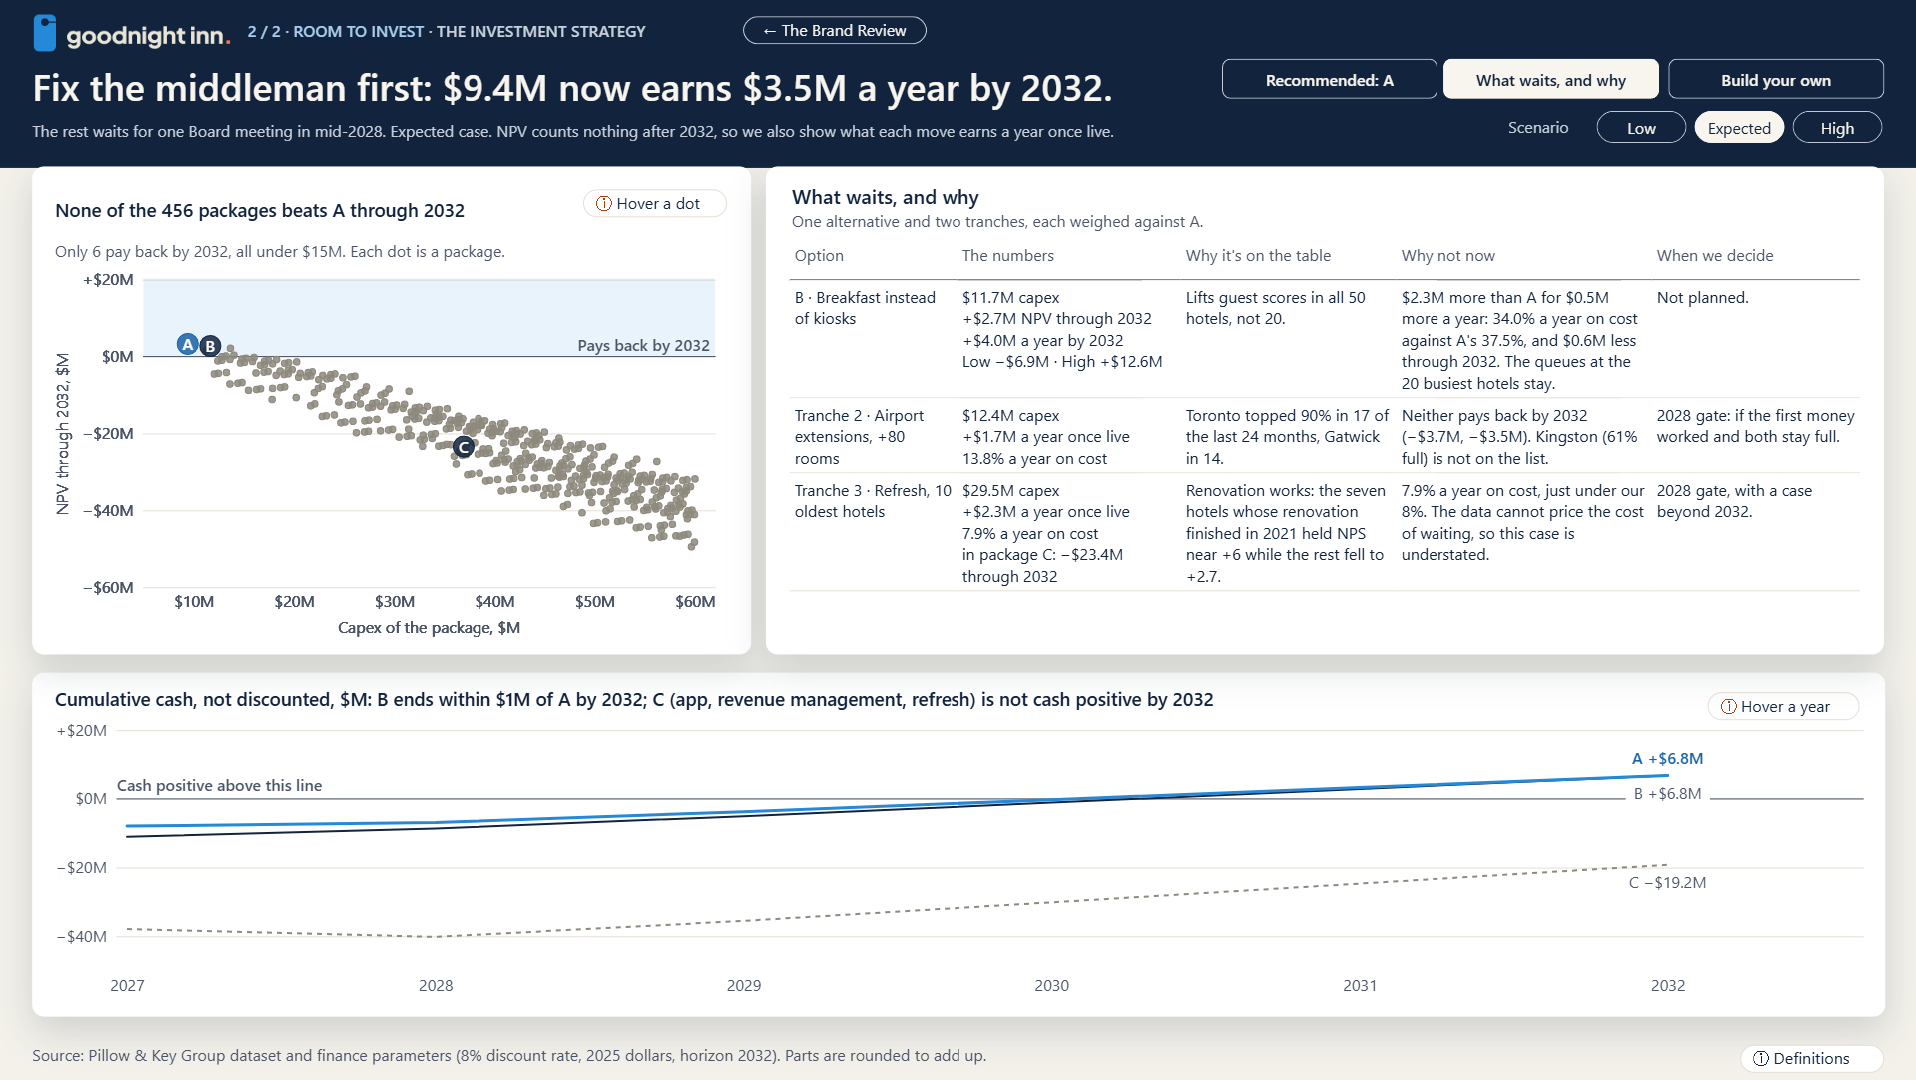 goodnight inn.
2 / 2 · ROOM TO INVEST · THE INVESTMENT STRATEGY
← The Brand Review
Fix the middleman first: $9.4M now earns $3.5M a year by 2032.
The rest waits for one Board meeting in mid-2028. Expected case. NPV counts nothing after 2032, so we also show what each move earns a year once live.
Recommended: A
What waits, and why
Build your own
Scenario
Low
Expected
High
None of the 456 packages beats A through 2032
Hover a dot
Only 6 pay back by 2032, all under $15M. Each dot is a package.
+$20M
$0M
−$20M
−$40M
−$60M
NPV through 2032, $M
Pays back by 2032
A
B
C
$10M
$20M
$30M
$40M
$50M
$60M
Capex of the package, $M
What waits, and why
One alternative and two tranches, each weighed against A.
Option
The numbers
Why it's on the table
Why not now
When we decide
B · Breakfast instead
of kiosks
$11.7M capex
+$2.7M NPV through 2032
+$4.0M a year by 2032
Low −$6.9M · High +$12.6M
Lifts guest scores in all 50
hotels, not 20.
$2.3M more than A for $0.5M
more a year: 34.0% a year on cost
against A's 37.5%, and $0.6M less
through 2032. The queues at the
20 busiest hotels stay.
Not planned.
Tranche 2 · Airport
extensions, +80
rooms
$12.4M capex
+$1.7M a year once live
13.8% a year on cost
Toronto topped 90% in 17 of
the last 24 months, Gatwick
in 14.
Neither pays back by 2032
(−$3.7M, −$3.5M). Kingston (61%
full) is not on the list.
2028 gate: if the first money
worked and both stay full.
Tranche 3 · Refresh, 10
oldest hotels
$29.5M capex
+$2.3M a year once live
7.9% a year on cost
in package C: −$23.4M
through 2032
Renovation works: the seven
hotels whose renovation
finished in 2021 held NPS
near +6 while the rest fell to
+2.7.
7.9% a year on cost, just under our
8%. The data cannot price the cost
of waiting, so this case is
understated.
2028 gate, with a case
beyond 2032.
Cumulative cash, not discounted, $M: B ends within $1M of A by 2032; C (app, revenue management, refresh) is not cash positive by 2032
Hover a year
+$20M
$0M
−$20M
−$40M
Cash positive above this line
A +$6.8M
B +$6.8M
C −$19.2M
2027
2028
2029
2030
2031
2032
Source: Pillow & Key Group dataset and finance parameters (8% discount rate, 2025 dollars, horizon 2032). Parts are rounded to add up.
Definitions